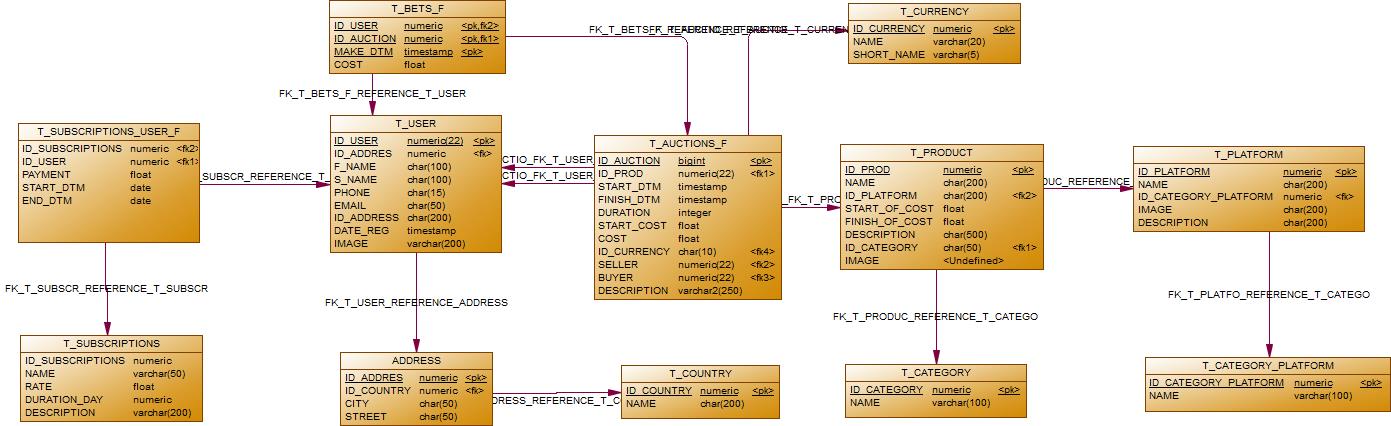 T_BETS_F
ID_USER numeric <pk,fk2>
ID_AUCTION numeric <pk,fk1>
MAKE_DTM timestamp <pk>
COST float
T_CURRENCY
ID_CURRENCY numeric <pk>
NAME varchar(20)
SHORT_NAME varchar(5)
FK_T_BETS_F_REFERENCE_T_USER
T_SUBSCRIPTIONS_USER_F
ID_SUBSCRIPTIONS numeric <fk2>
ID_USER numeric <fk1>
PAYMENT float
START_DTM date
END_DTM date
_SUBSCR_REFERENCE_T_
T_USER
ID_USER numeric(22) <pk>
ID_ADDRES numeric <fk>
F_NAME char(100)
S_NAME char(100)
PHONE char(15)
EMAIL char(50)
ID_ADDRESS char(200)
DATE_REG timestamp
IMAGE varchar(200)
CTIO_FK_T_USER_
CTIO_FK_T_USER_
T_AUCTIONS_F
ID_AUCTION bigint <pk>
ID_PROD numeric(22) <fk1>
START_DTM timestamp
FINISH_DTM timestamp
DURATION integer
START_COST float
COST float
ID_CURRENCY char(10) <fk4>
SELLER numeric(22) <fk2>
BUYER numeric(22) <fk3>
DESCRIPTION varchar2(250)
_FK_T_PRO
T_PRODUCT
ID_PROD numeric <pk>
NAME char(200)
ID_PLATFORM char(200) <fk2>
START_OF_COST float
FINISH_OF_COST float
DESCRIPTION char(500)
ID_CATEGORY char(50) <fk1>
IMAGE <Undefined>
DUC_REFERENCE_
T_PLATFORM
ID_PLATFORM numeric <pk>
NAME char(200)
ID_CATEGORY_PLATFORM numeric <fk>
IMAGE char(200)
DESCRIPTION char(200)
FK_T_SUBSCR_REFERENCE_T_SUBSCR
FK_T_USER_REFERENCE_ADDRESS
FK_T_PRODUC_REFERENCE_T_CATEGO
FK_T_PLATFO_REFERENCE_T_CATEGO
T_SUBSCRIPTIONS
ID_SUBSCRIPTIONS numeric
NAME varchar(50)
RATE float
DURATION_DAY numeric
DESCRIPTION varchar(200)
ADDRESS
ID_ADDRES numeric <pk>
ID_COUNTRY numeric <fk>
CITY char(50)
STREET char(50)
DRESS_REFERENCE_T_C
T_COUNTRY
ID_COUNTRY numeric <pk>
NAME char(200)
T_CATEGORY
ID_CATEGORY numeric <pk>
NAME varchar(100)
T_CATEGORY_PLATFORM
ID_CATEGORY_PLATFORM numeric <pk>
NAME varchar(100)